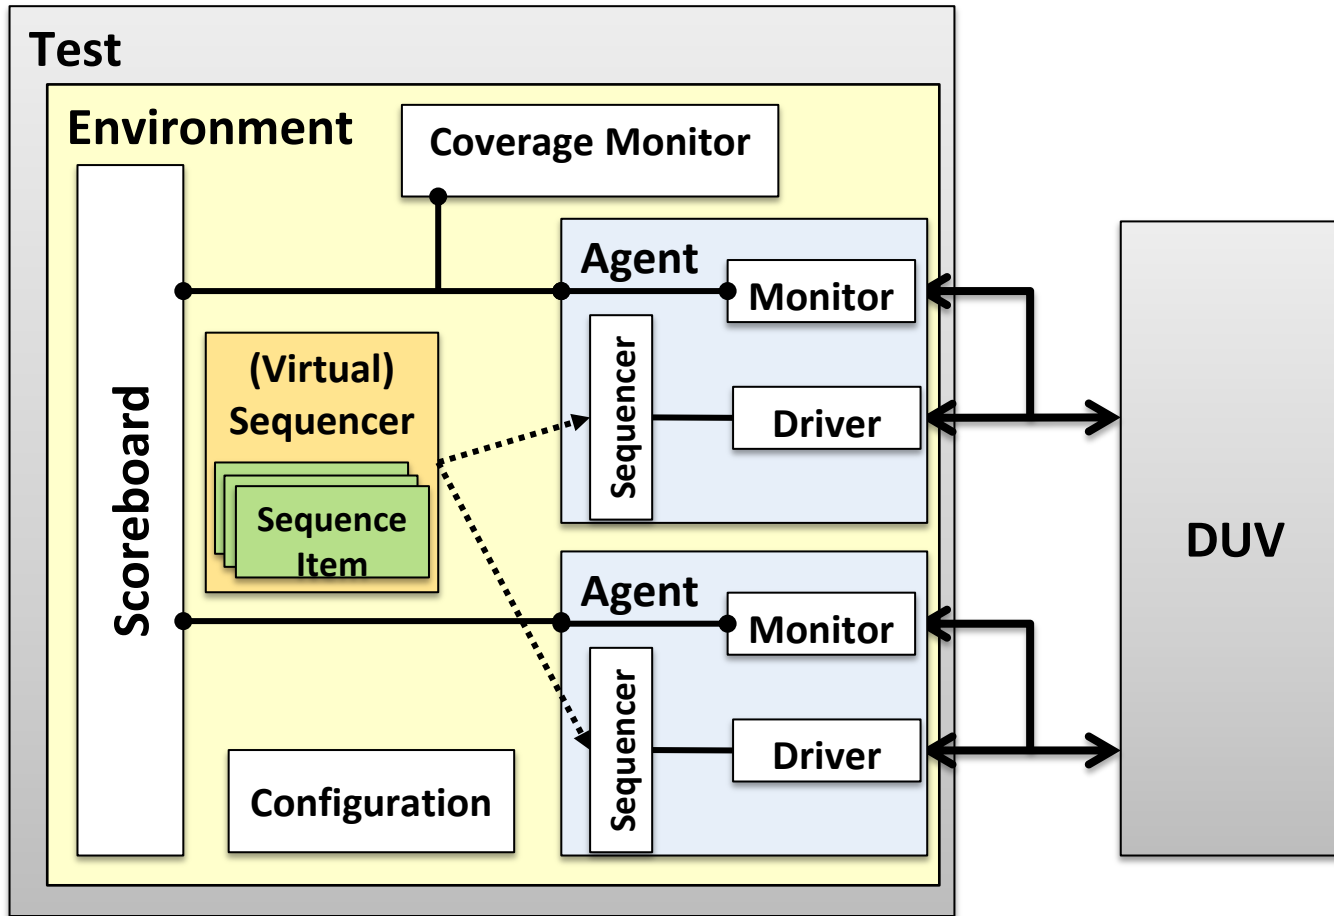 Test
Environment
Coverage Monitor
Scoreboard
(Virtual)
Sequencer
Sequence
Item
Configuration
Agent
Monitor
Sequencer
Driver
Agent
Monitor
Sequencer
Driver
DUV